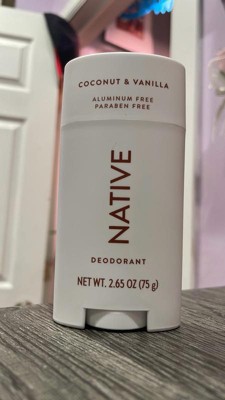 COCONUT & VANILLA
ALUMINUM FREE
PARABEN FREE
NATIVE
DEODORANT
NET WT. 2.65 OZ (75 g)